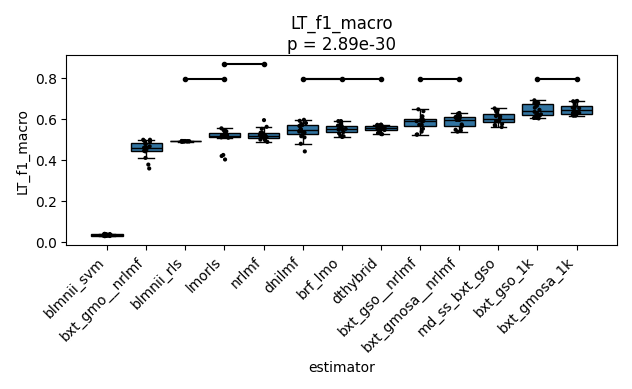 LT_f1_macro
p = 2.89e-30
LT_f1_macro
0.8
0.6
0.4
0.2
0.0
blmnii_svm
bxt_gmo__nrlmf
blmnii_rls
lmorls
nrlmf
dnilmf
brf_lmo
dthybrid
bxt_gso__nrlmf
bxt_gmosa__nrlmf
md_ss_bxt_gso
bxt_gso_1k
bxt_gmosa_1k
estimator